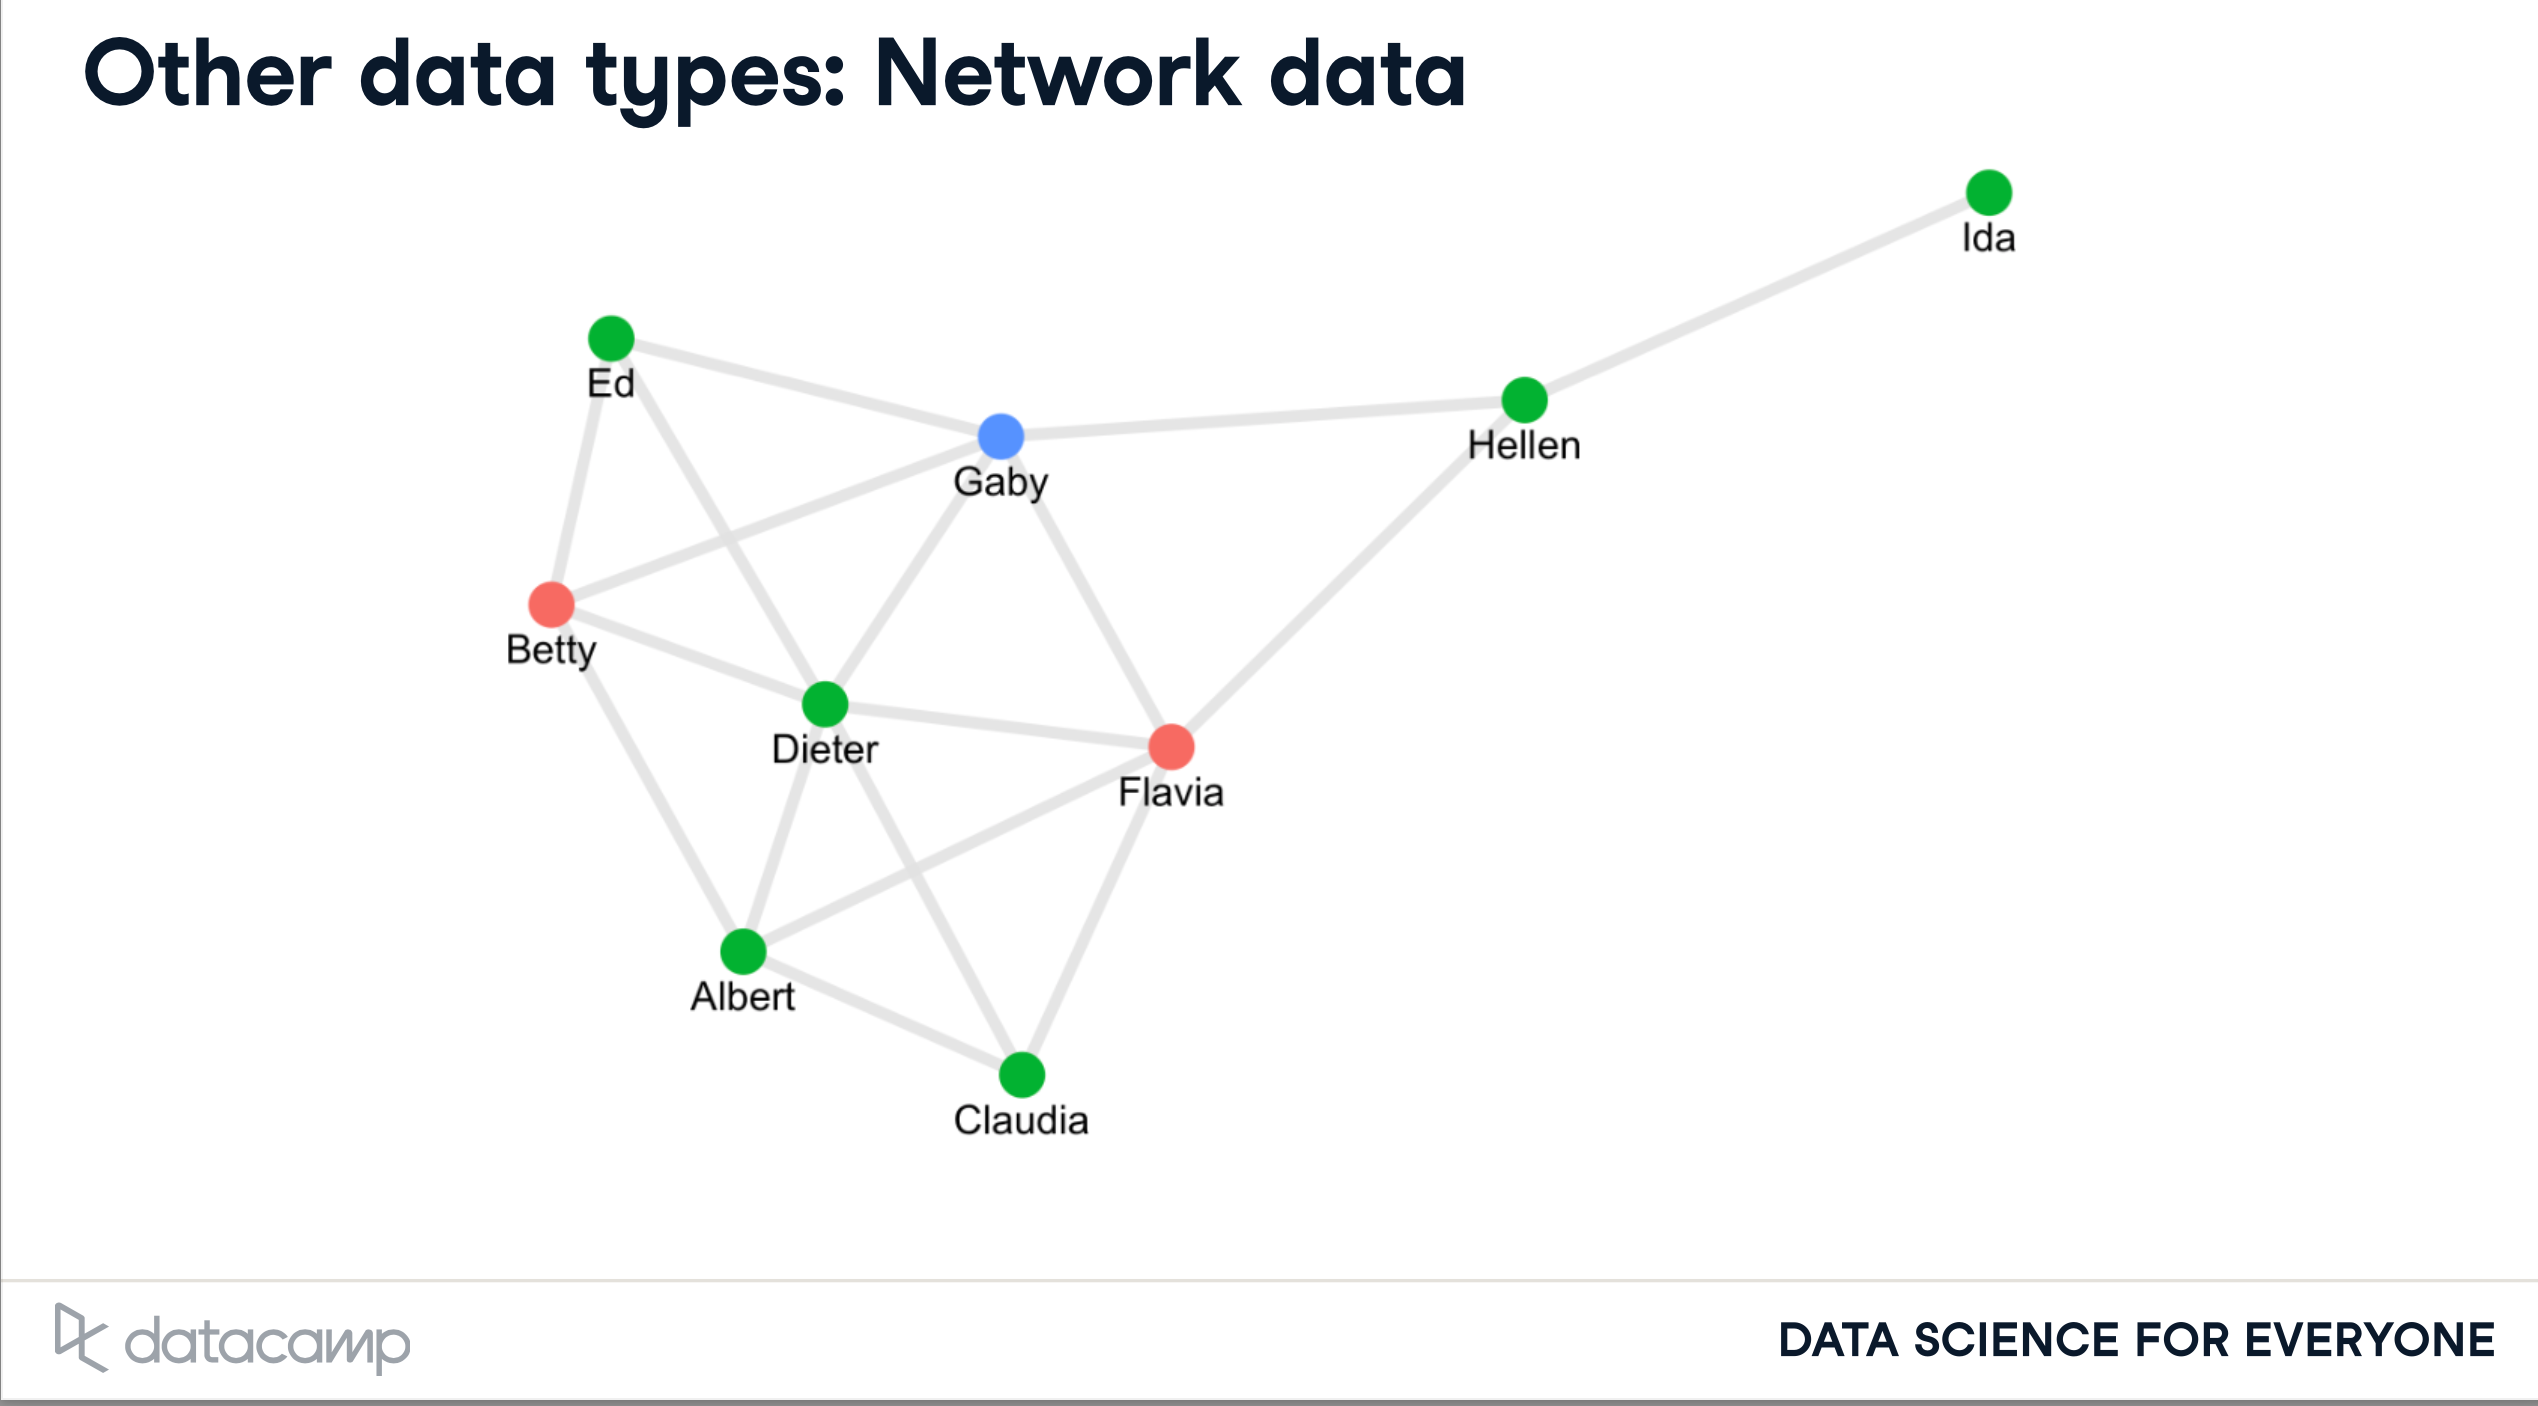 Other data types: Network data
Ida
Ed
Hellen
Gaby
Betty
Dieter
Flavia
Albert
Claudia
datacamp
DATA SCIENCE FOR EVERYONE